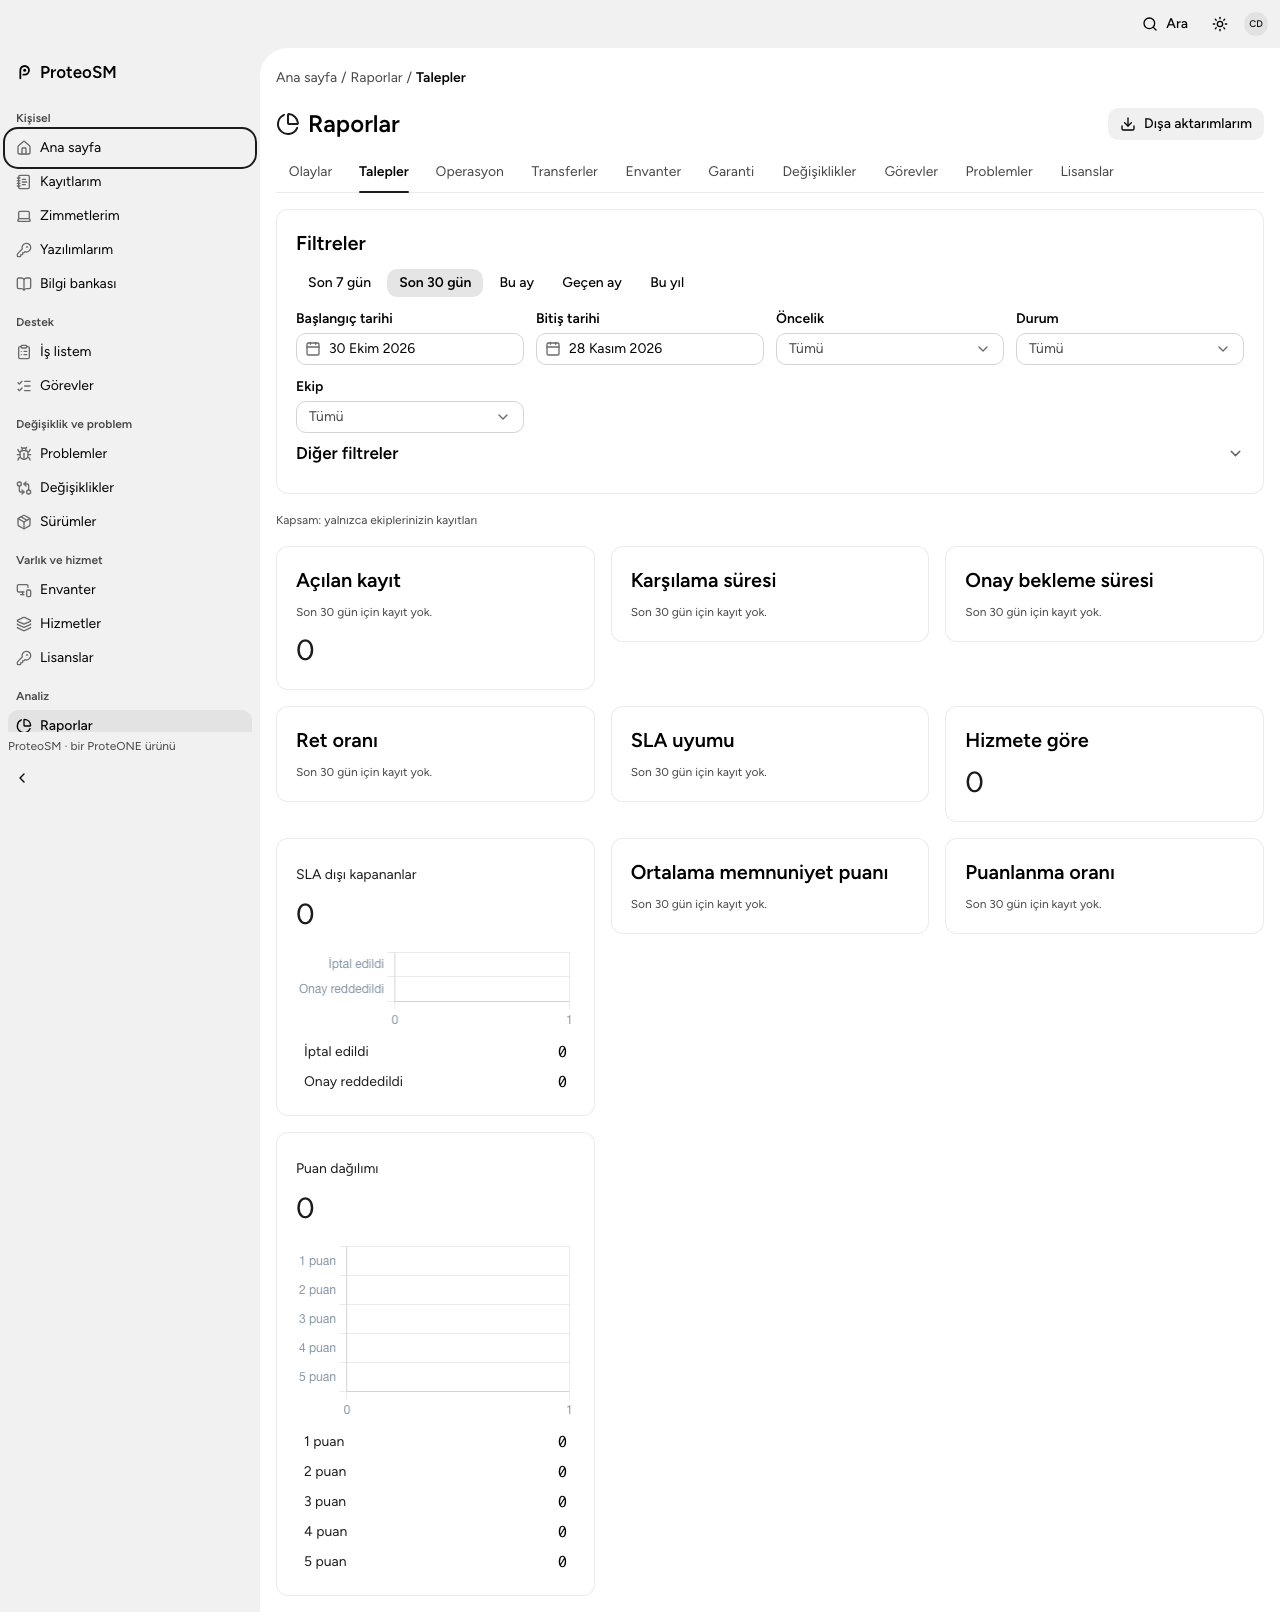 Ara
CD
ProteoSM
Kişisel
Ana sayfa
Kayıtlarım
Zimmetlerim
Yazılımlarım
Bilgi bankası
Destek
İş listem
Görevler
Değişiklik ve problem
Problemler
Değişiklikler
Sürümler
Varlık ve hizmet
Envanter
Hizmetler
Lisanslar
Analiz
Raporlar
ProteoSM · bir ProteONE ürünü
Ana sayfa / Raporlar / Talepler
Raporlar
Dışa aktarımlarım
Olaylar Talepler Operasyon Transferler Envanter Garanti Değişiklikler Görevler Problemler Lisanslar
Filtreler
Son 7 gün Son 30 gün Bu ay Geçen ay Bu yıl
Başlangıç tarihi Bitiş tarihi Öncelik Durum
30 Ekim 2026 28 Kasım 2026 Tümü Tümü
Ekip
Tümü
Diğer filtreler
Kapsam: yalnızca ekiplerinizin kayıtları
Açılan kayıt
Son 30 gün için kayıt yok.
0
Karşılama süresi
Son 30 gün için kayıt yok.
Onay bekleme süresi
Son 30 gün için kayıt yok.
Ret oranı
Son 30 gün için kayıt yok.
SLA uyumu
Son 30 gün için kayıt yok.
Hizmete göre
0
SLA dışı kapananlar
0
İptal edildi
Onay reddedildi
0 1
İptal edildi 0
Onay reddedildi 0
Ortalama memnuniyet puanı
Son 30 gün için kayıt yok.
Puanlanma oranı
Son 30 gün için kayıt yok.
Puan dağılımı
0
1 puan
2 puan
3 puan
4 puan
5 puan
0 1
1 puan 0
2 puan 0
3 puan 0
4 puan 0
5 puan 0